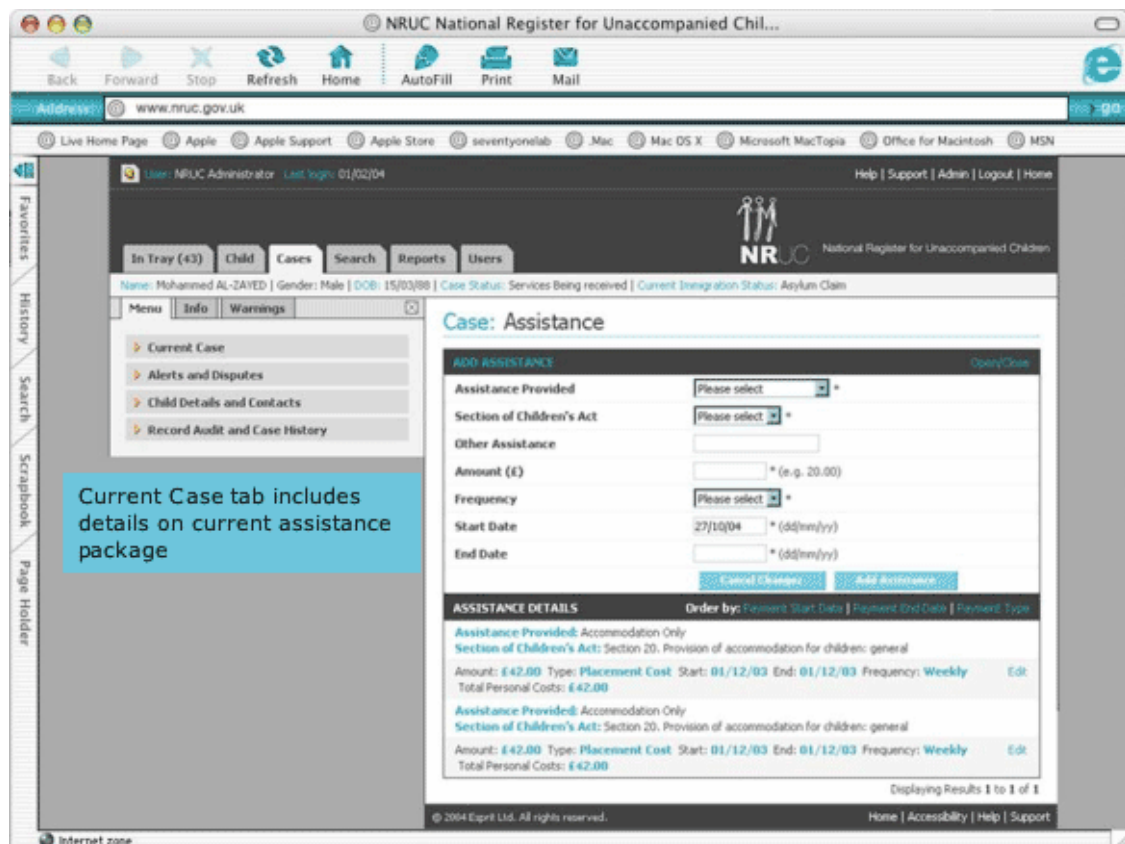 NRUC National Register for Unaccompanied Chil...
Back Forward Stop Refresh Home AutoFill Print Mail
Address: www.nruc.gov.uk go
Live Home Page Apple Apple Support Apple Store seventyonelab .Mac Mac OS X Microsoft MacTopia Office for Macintosh MSN
Favorites
History
Search
Scrapbook
Page Holder
User: NRUC Administrator Last login: 01/02/04 Help | Support | Admin | Logout | Home
NRUC National Register for Unaccompanied Children
In Tray (43) Child Cases Search Reports Users
Name: Mohammed AL-ZAYED | Gender: Male | DOB: 15/03/88 | Case Status: Services Being received | Current Immigration Status: Asylum Claim
Menu Info Warnings
Current Case
Alerts and Disputes
Child Details and Contacts
Record Audit and Case History
Current Case tab includes
details on current assistance
package
Case: Assistance
ADD ASSISTANCE Open/Close
Assistance Provided Please select *
Section of Children's Act Please select *
Other Assistance
Amount (£) * (e.g. 20.00)
Frequency Please select *
Start Date 27/10/04 * (dd/mm/yy)
End Date * (dd/mm/yy)
Cancel Changes Add Assistance
ASSISTANCE DETAILS Order by: Payment Start Date | Payment End Date | Payment Type
Assistance Provided: Accommodation Only
Section of Children's Act: Section 20. Provision of accommodation for children: general
Amount: £42.00 Type: Placement Cost Start: 01/12/03 End: 01/12/03 Frequency: Weekly Edit
Total Personal Costs: £42.00
Assistance Provided: Accommodation Only
Section of Children's Act: Section 20. Provision of accommodation for children: general
Amount: £42.00 Type: Placement Cost Start: 01/12/03 End: 01/12/03 Frequency: Weekly Edit
Total Personal Costs: £42.00
Displaying Results 1 to 1 of 1
© 2004 Esprit Ltd. All rights reserved. Home | Accessibility | Help | Support
Internet zone